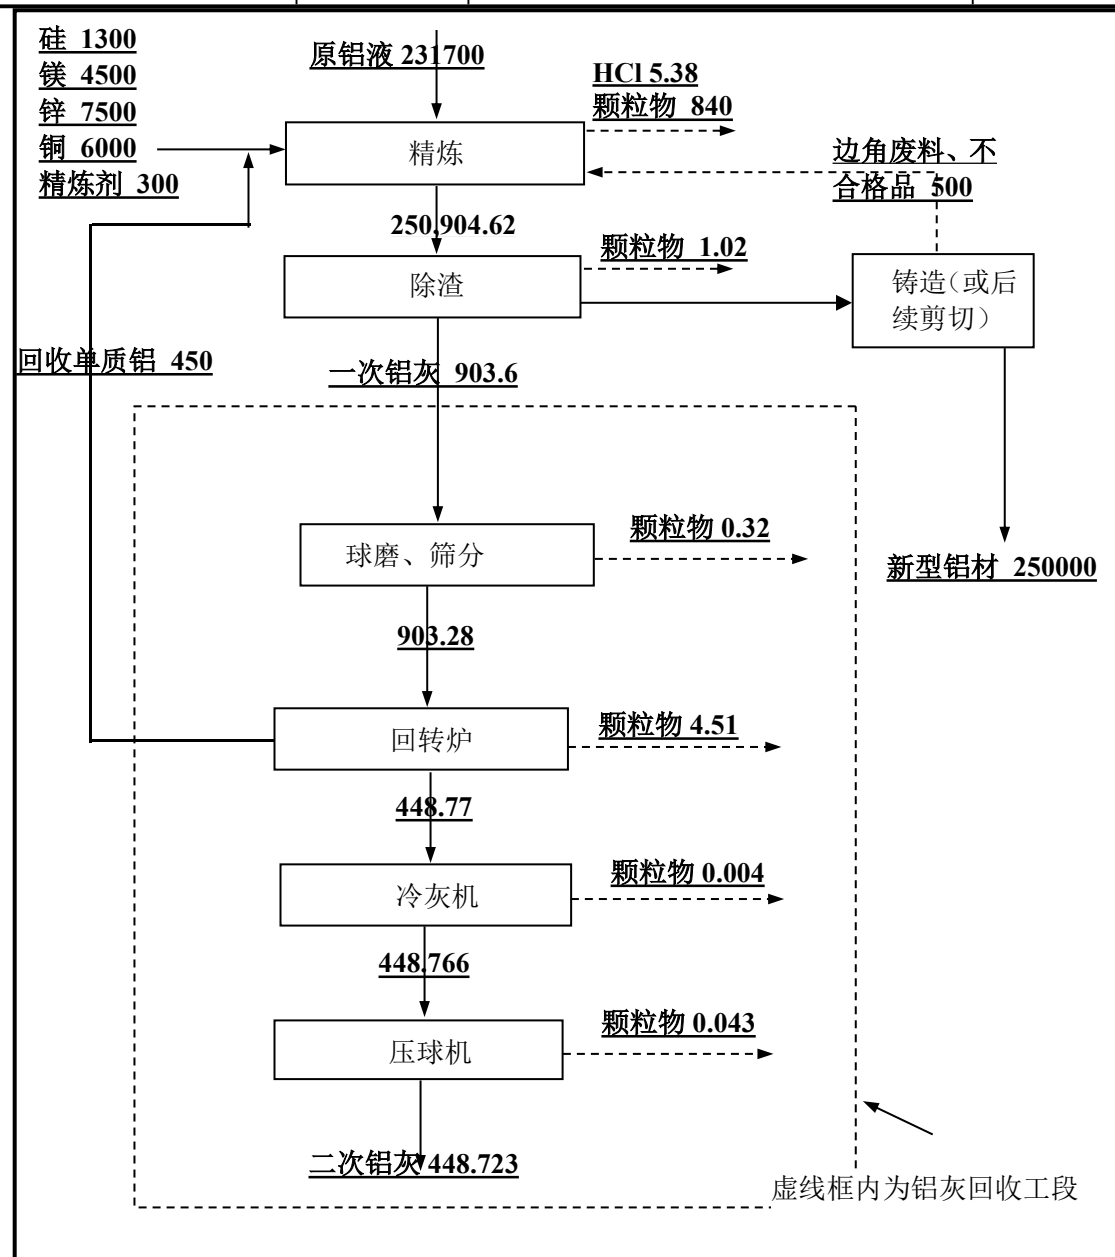 硅 1300
镁 4500
锌 7500
铜 6000
精炼剂 300
原铝液 231700
HCl 5.38
颗粒物 840
精炼
边角废料、不
合格品 500
250,904.62
颗粒物 1.02
除渣
铸造（或后
续剪切）
回收单质铝 450
一次铝灰 903.6
颗粒物 0.32
球磨、筛分
新型铝材 250000
903.28
颗粒物 4.51
回转炉
448.77
颗粒物 0.004
冷灰机
448.766
颗粒物 0.043
压球机
二次铝灰 448.723
虚线框内为铝灰回收工段